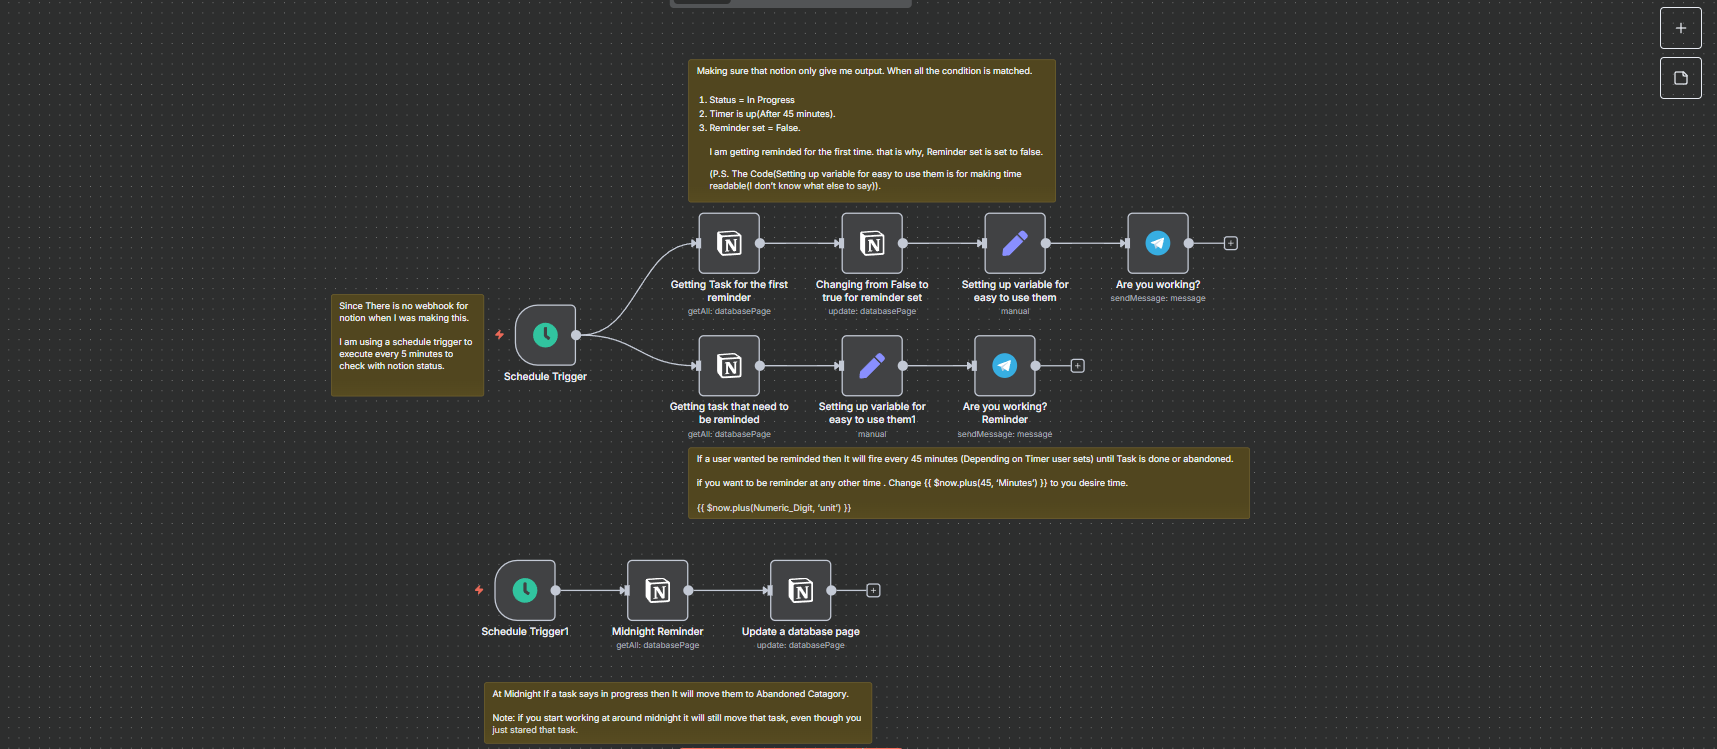 Making sure that notion only give me output. When all the condition is matched.
1. Status = In Progress
2. Timer is up(After 45 minutes).
3. Reminder set = False.
I am getting reminded for the first time. that is why, Reminder set is set to false.
(P.S. The Code(Setting up variable for easy to use them is for making time
readable(I don't know what else to say)).
Since There is no webhook for
notion when I was making this.
I am using a schedule trigger to
execute every 5 minutes to
check with notion status.
Schedule Trigger
Getting Task for the first
reminder
getAll: databasePage
Changing from False to
true for reminder set
update: databasePage
Setting up variable for
easy to use them
manual
Are you working?
sendMessage: message
Getting task that need to
be reminded
getAll: databasePage
Setting up variable for
easy to use them1
manual
Are you working?
Reminder
sendMessage: message
If a user wanted be reminded then It will fire every 45 minutes (Depending on Timer user sets) until Task is done or abandoned.
if you want to be reminder at any other time . Change {{ $now.plus(45, 'Minutes') }} to you desire time.
{{ $now.plus(Numeric_Digit, 'unit') }}
Schedule Trigger1
Midnight Reminder
getAll: databasePage
Update a database page
update: databasePage
At Midnight If a task says in progress then It will move them to Abandoned Catagory.
Note: if you start working at around midnight it will still move that task, even though you
just stared that task.